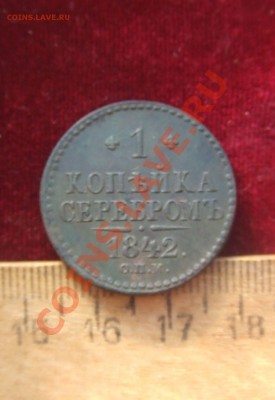 COINS.LAVE.RU
* 1 *
КОПѢЙКА
СЕРЕБРОМЪ
1842.
С.П.М.
COINS.LAVE.RU
15 16 17 18